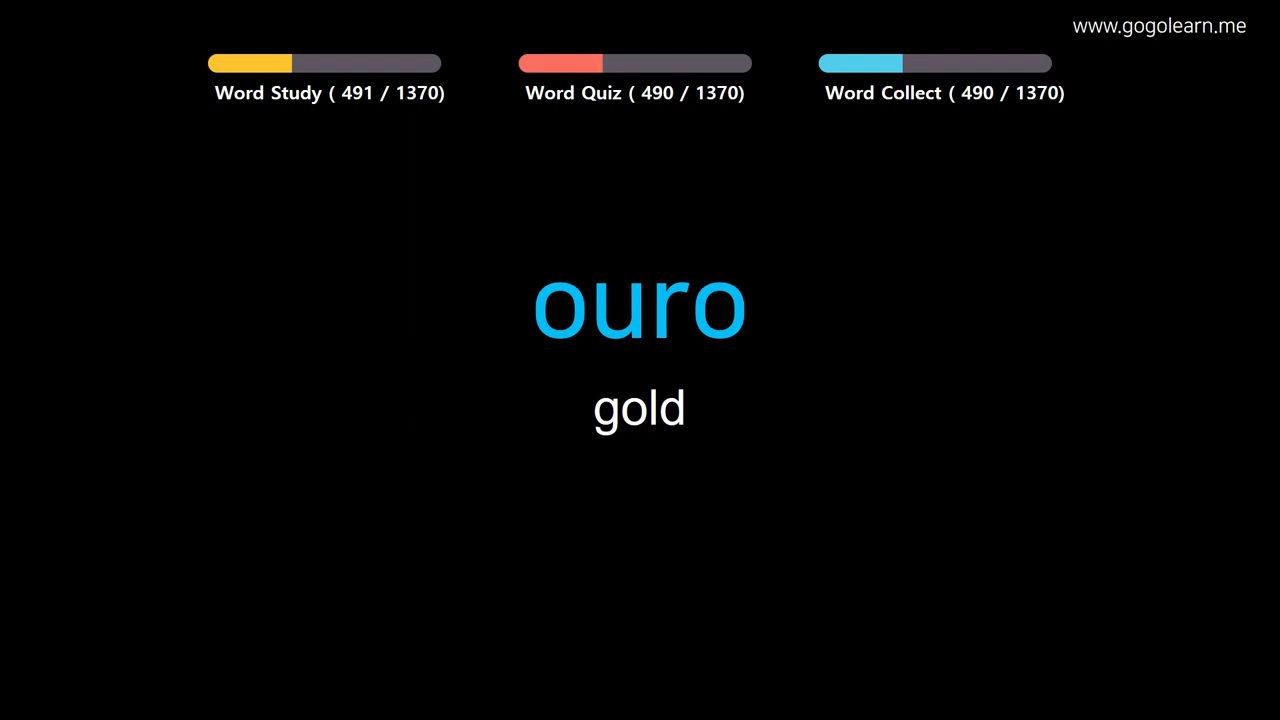 www.gogolearn.me
Word Study ( 491 / 1370)
Word Quiz ( 490 / 1370)
Word Collect ( 490 / 1370)
ouro
gold